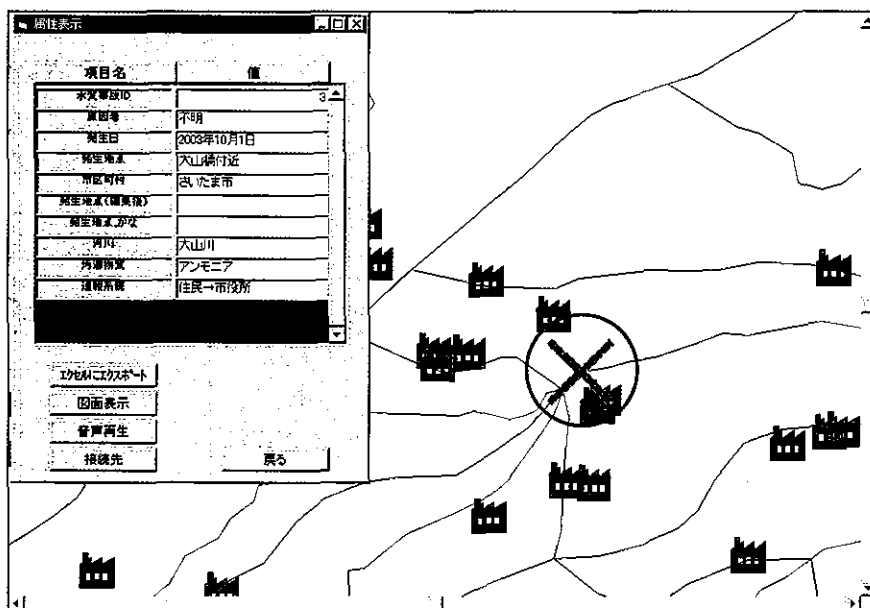 属性表示
項目名 値
水質事故ID 3
原因者 不明
発生日 2003年10月1日
発生地点 大山橋付近
市区町村 さいたま市
発生地点(編集後)
発生地点_かな
河川 大山川
汚濁物質 アンモニア
通報系統 住民→市役所
エクセルにエクスポート
図面表示
音声再生
接続先 戻る